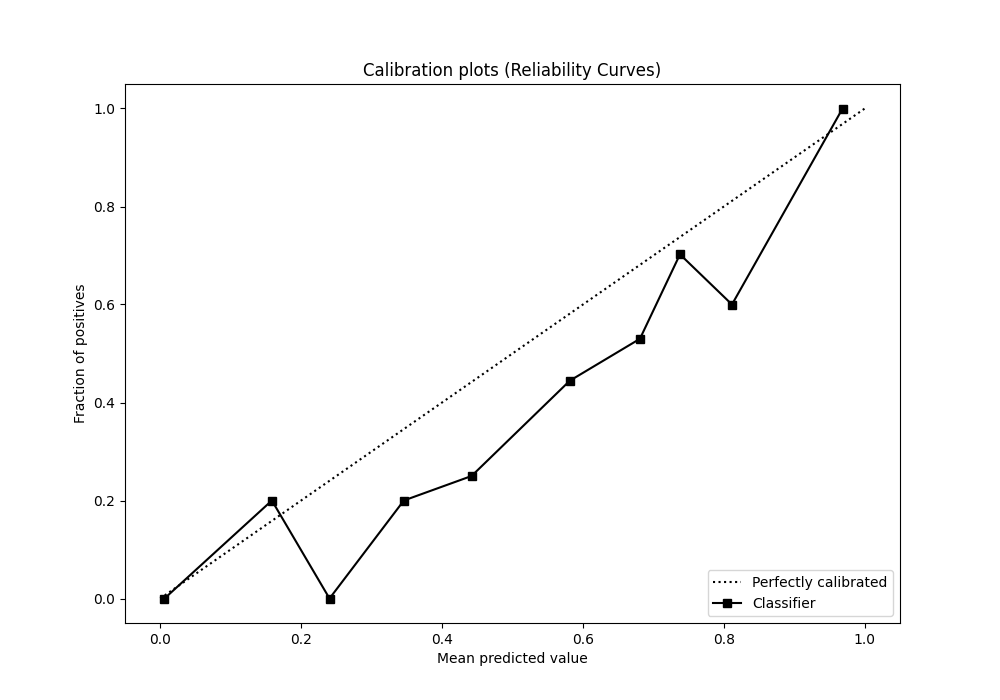 Calibration plots (Reliability Curves)
1.0
0.8
0.6
0.4
0.2
0.0
Fraction of positives
0.0 0.2 0.4 0.6 0.8 1.0
Mean predicted value
Perfectly calibrated
Classifier